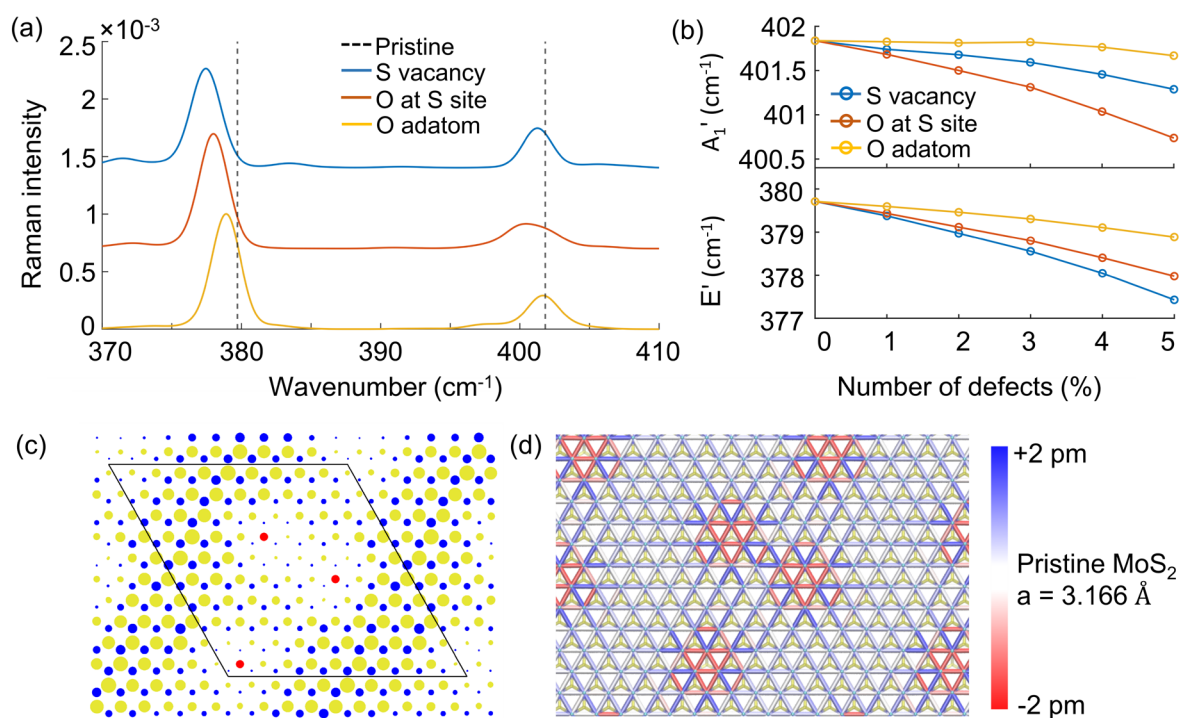 (a)
×10⁻³
2.5
2
1.5
1
0.5
0
Raman intensity
Pristine
S vacancy
O at S site
O adatom
370
380
390
400
410
Wavenumber (cm⁻¹)
(b)
402
401.5
401
400.5
A₁' (cm⁻¹)
S vacancy
O at S site
O adatom
380
379
378
377
E' (cm⁻¹)
0
1
2
3
4
5
Number of defects (%)
(c)
(d)
+2 pm
Pristine MoS₂
a = 3.166 Å
-2 pm